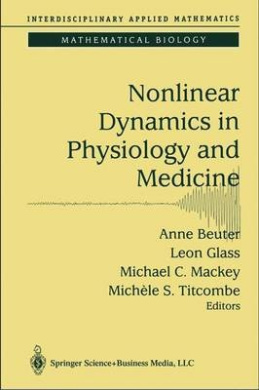 INTERDISCIPLINARY APPLIED MATHEMATICS
MATHEMATICAL BIOLOGY
Nonlinear
Dynamics in
Physiology and
Medicine
Anne Beuter
Leon Glass
Michael C. Mackey
Michèle S. Titcombe
Editors
Springer Science+Business Media, LLC